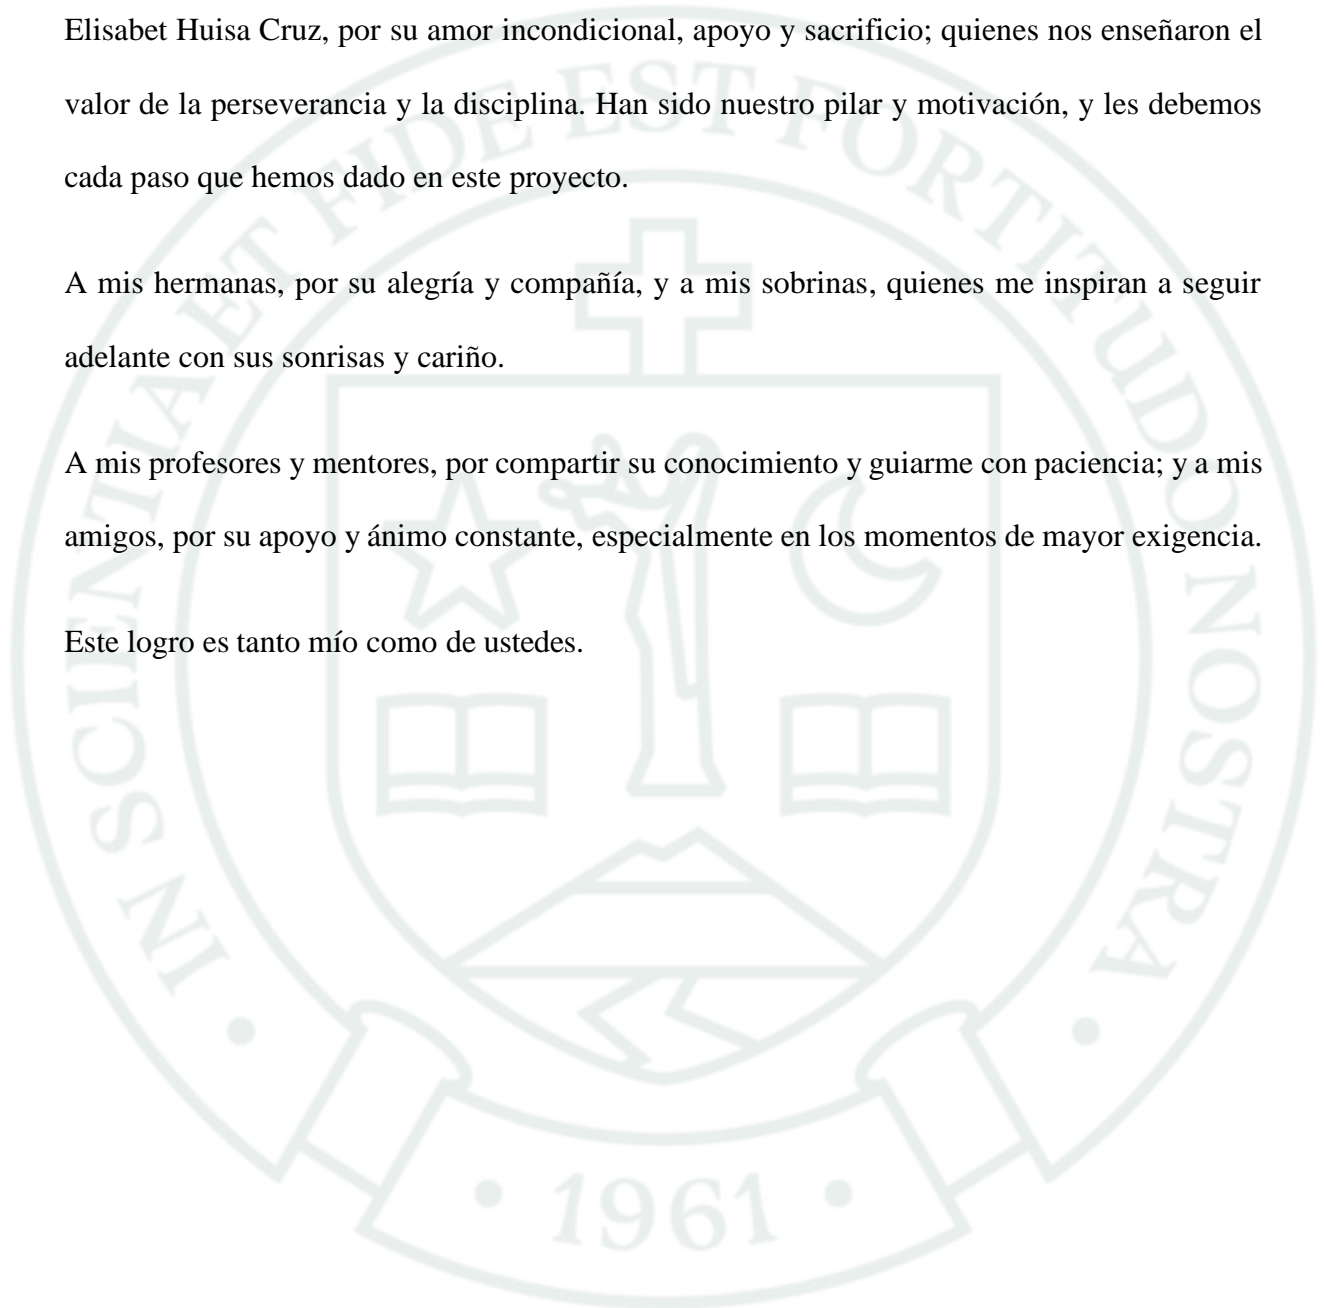 Elisabet Huisa Cruz, por su amor incondicional, apoyo y sacrificio; quienes nos enseñaron el
valor de la perseverancia y la disciplina. Han sido nuestro pilar y motivación, y les debemos
cada paso que hemos dado en este proyecto.
A mis hermanas, por su alegría y compañía, y a mis sobrinas, quienes me inspiran a seguir
adelante con sus sonrisas y cariño.
A mis profesores y mentores, por compartir su conocimiento y guiarme con paciencia; y a mis
amigos, por su apoyo y ánimo constante, especialmente en los momentos de mayor exigencia.
Este logro es tanto mío como de ustedes.
IN SCIENTIA ET FIDE EST FORTITUDO NOSTRA
• 1961 •